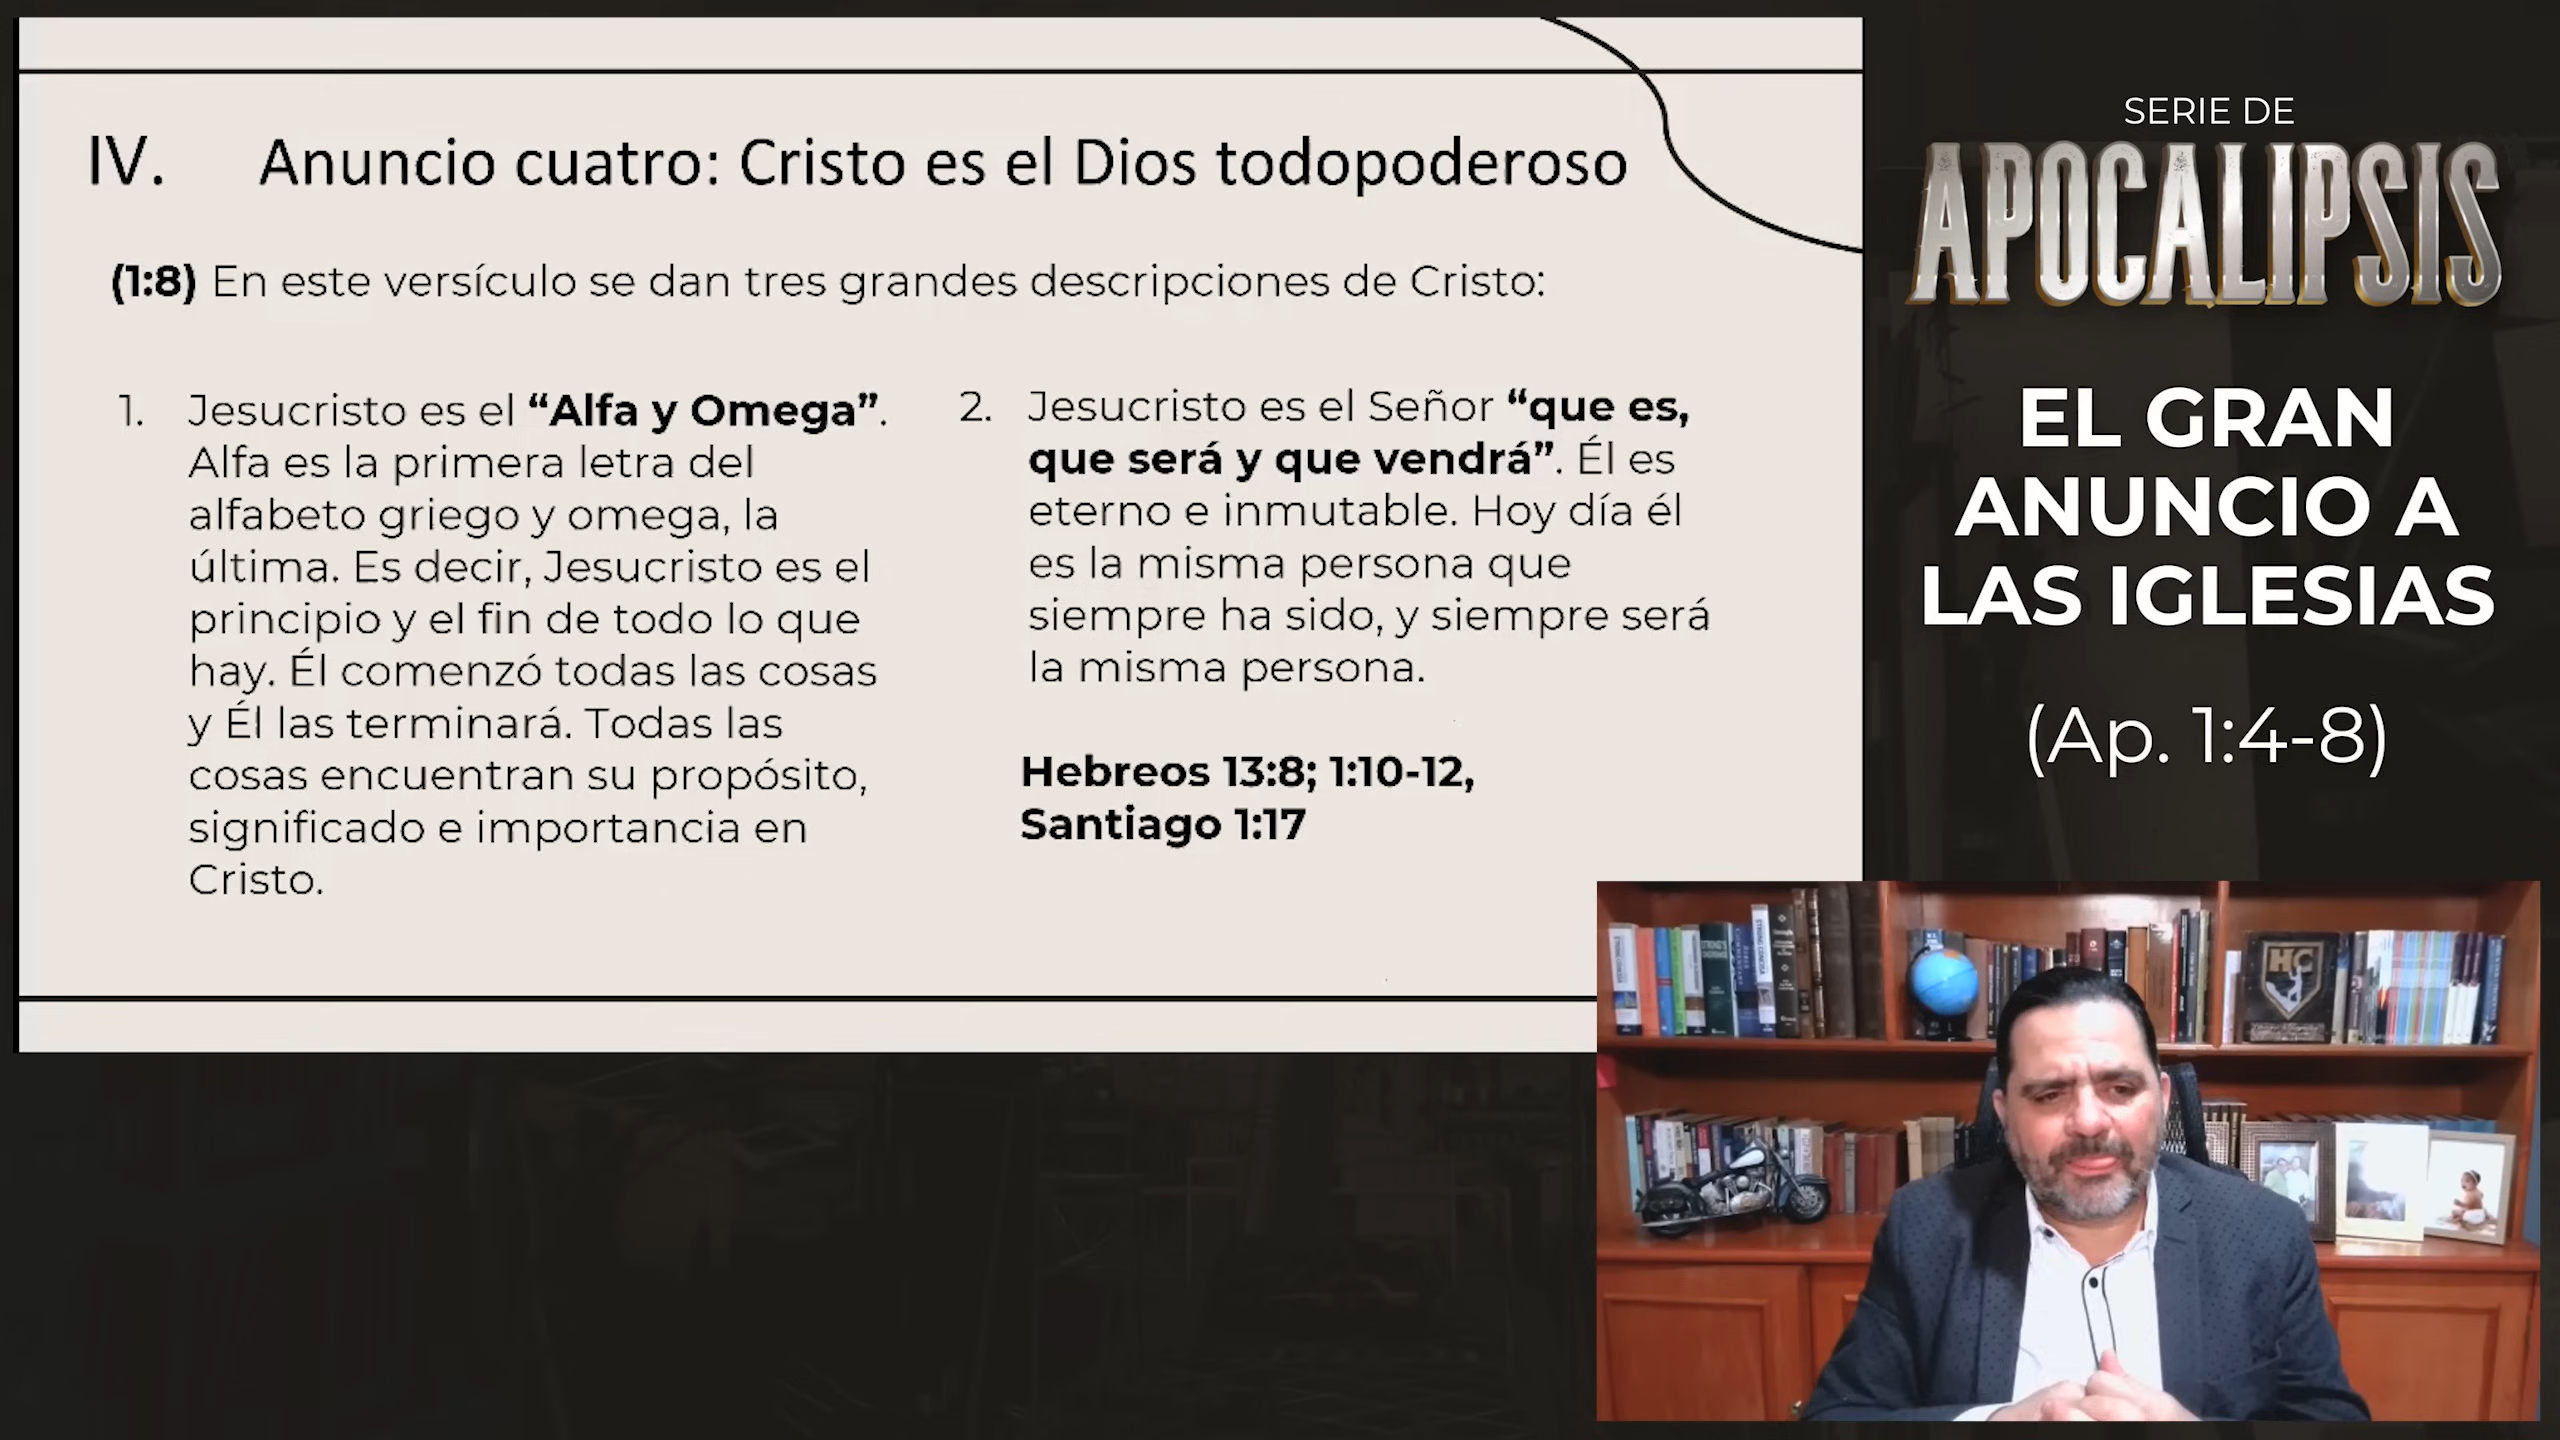 IV. Anuncio cuatro: Cristo es el Dios todopoderoso
(1:8) En este versículo se dan tres grandes descripciones de Cristo:
1. Jesucristo es el “Alfa y Omega”.
Alfa es la primera letra del
alfabeto griego y omega, la
última. Es decir, Jesucristo es el
principio y el fin de todo lo que
hay. Él comenzó todas las cosas
y Él las terminará. Todas las
cosas encuentran su propósito,
significado e importancia en
Cristo.
2. Jesucristo es el Señor “que es,
que será y que vendrá”. Él es
eterno e inmutable. Hoy día él
es la misma persona que
siempre ha sido, y siempre será
la misma persona.
Hebreos 13:8; 1:10-12,
Santiago 1:17
SERIE DE
APOCALIPSIS
EL GRAN
ANUNCIO A
LAS IGLESIAS
(Ap. 1:4-8)
HC